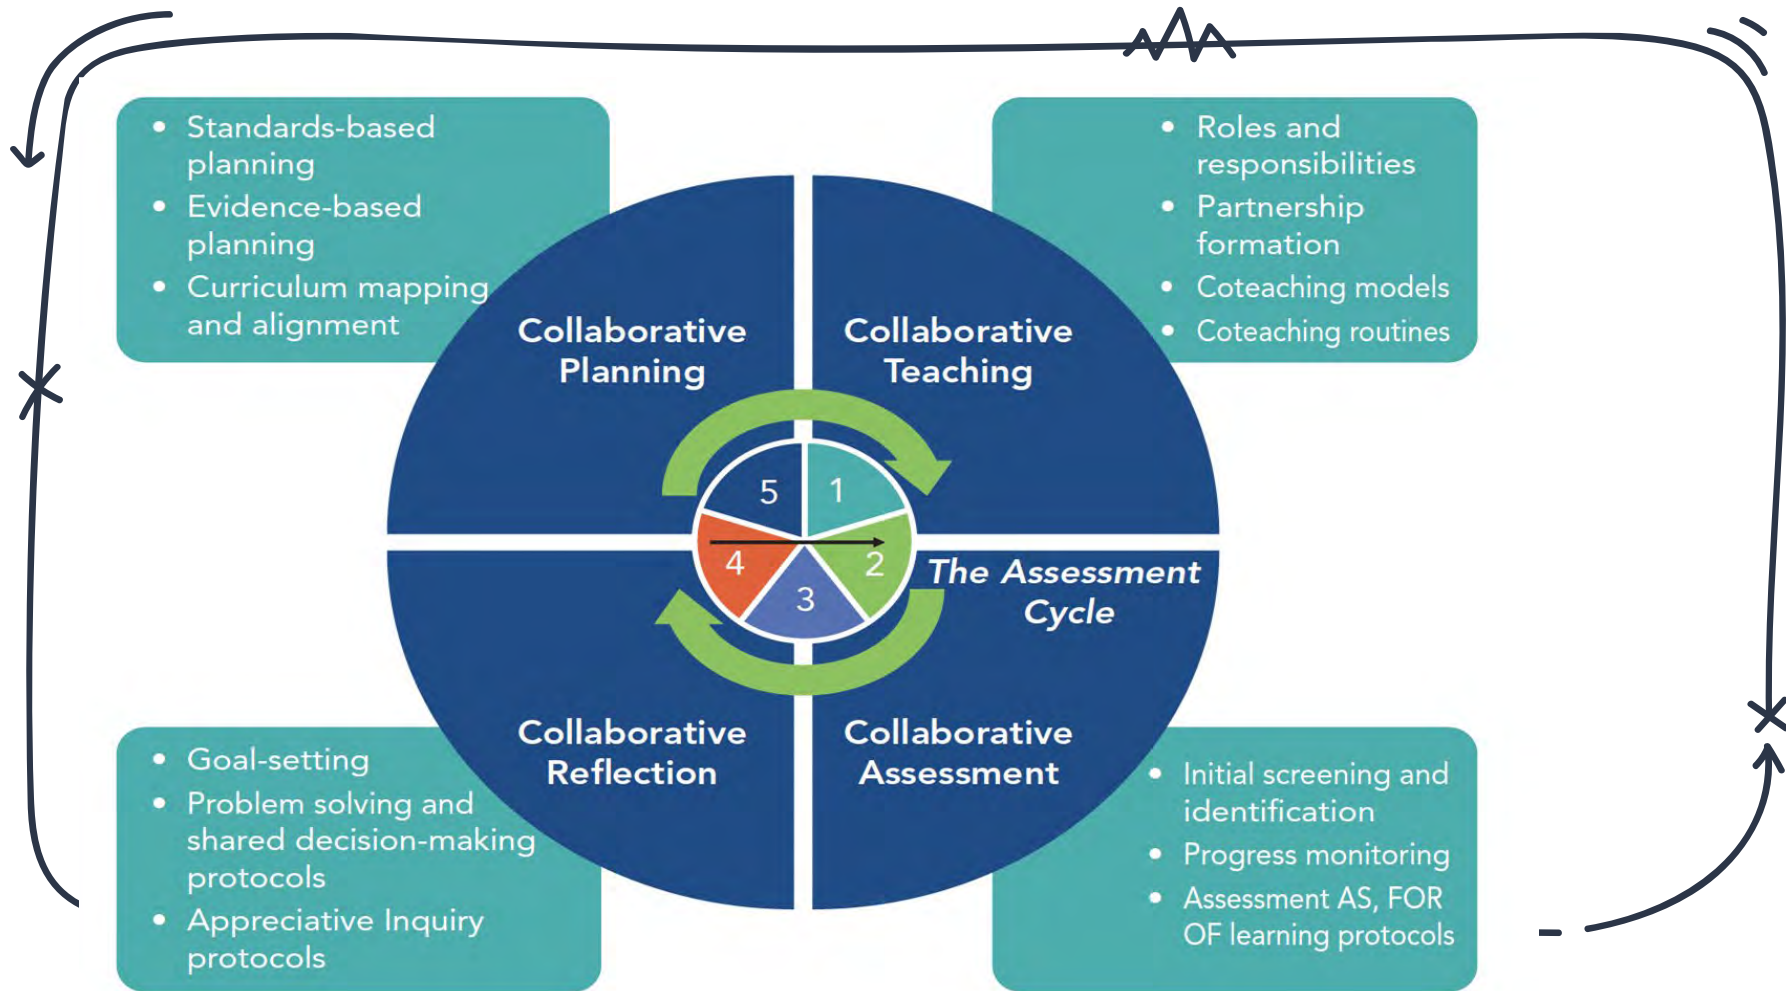 • Standards-based
planning
• Evidence-based
planning
• Curriculum mapping
and alignment
• Roles and
responsibilities
• Partnership
formation
• Coteaching models
• Coteaching routines
Collaborative
Planning
Collaborative
Teaching
5
1
4
2
3
The Assessment
Cycle
Collaborative
Reflection
Collaborative
Assessment
• Goal-setting
• Problem solving and
shared decision-making
protocols
• Appreciative Inquiry
protocols
• Initial screening and
identification
• Progress monitoring
• Assessment AS, FOR
OF learning protocols